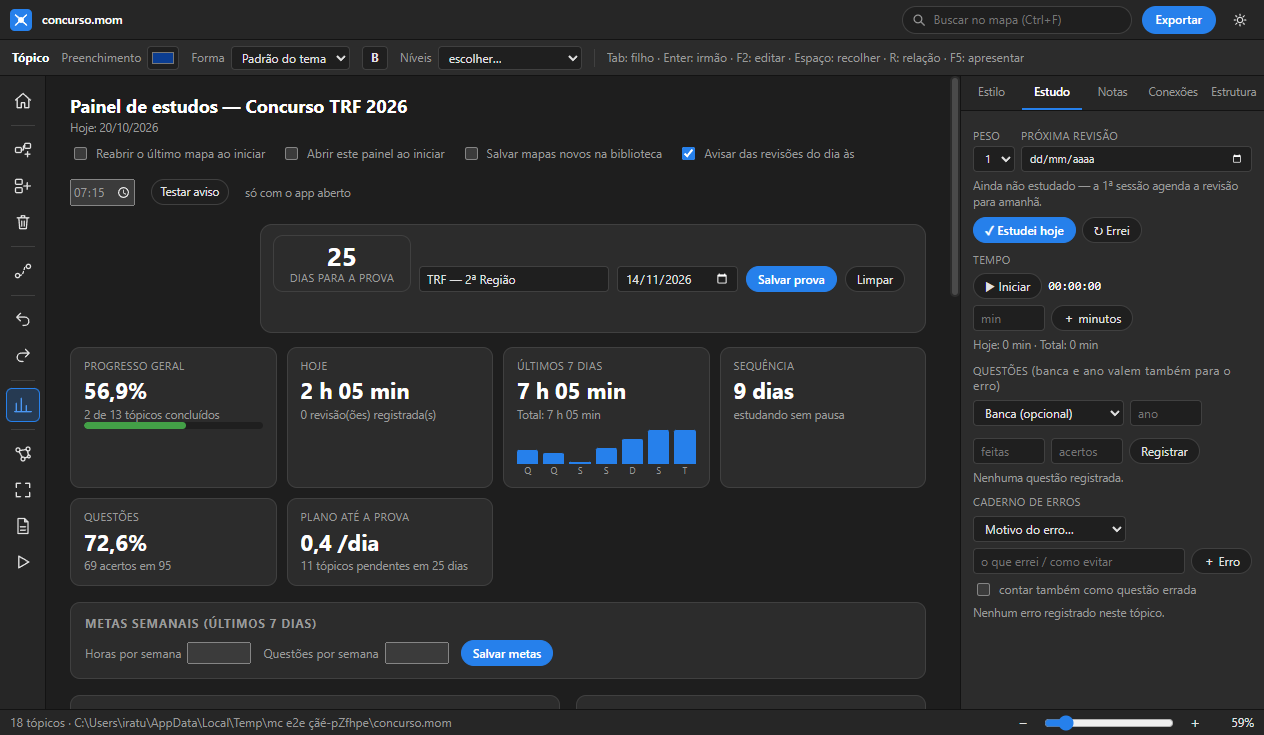 concurso.mom
Buscar no mapa (Ctrl+F)
Exportar
Tópico Preenchimento Forma Padrão do tema B Níveis escolher... Tab: filho · Enter: irmão · F2: editar · Espaço: recolher · R: relação · F5: apresentar
Painel de estudos — Concurso TRF 2026
Hoje: 20/10/2026
Reabrir o último mapa ao iniciar Abrir este painel ao iniciar Salvar mapas novos na biblioteca Avisar das revisões do dia às
07:15 Testar aviso só com o app aberto
25
DIAS PARA A PROVA
TRF — 2ª Região 14/11/2026 Salvar prova Limpar
PROGRESSO GERAL
56,9%
2 de 13 tópicos concluídos
HOJE
2 h 05 min
0 revisão(ões) registrada(s)
ÚLTIMOS 7 DIAS
7 h 05 min
Total: 7 h 05 min
Q Q S S D S T
SEQUÊNCIA
9 dias
estudando sem pausa
QUESTÕES
72,6%
69 acertos em 95
PLANO ATÉ A PROVA
0,4 /dia
11 tópicos pendentes em 25 dias
METAS SEMANAIS (ÚLTIMOS 7 DIAS)
Horas por semana Questões por semana Salvar metas
Estilo Estudo Notas Conexões Estrutura
PESO PRÓXIMA REVISÃO
1 dd/mm/aaaa
Ainda não estudado — a 1ª sessão agenda a revisão
para amanhã.
✓ Estudei hoje ↻ Errei
TEMPO
▶ Iniciar 00:00:00
min + minutos
Hoje: 0 min · Total: 0 min
QUESTÕES (banca e ano valem também para o
erro)
Banca (opcional) ano
feitas acertos Registrar
Nenhuma questão registrada.
CADERNO DE ERROS
Motivo do erro...
o que errei / como evitar + Erro
contar também como questão errada
Nenhum erro registrado neste tópico.
18 tópicos · C:\Users\iratu\AppData\Local\Temp\mc e2e çãé-pZfhpe\concurso.mom
− + 59%